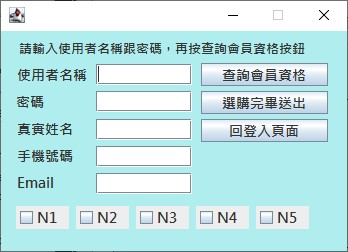 請輸入使用者名稱跟密碼，再按查詢會員資格按鈕
使用者名稱 查詢會員資格
密碼 選購完畢送出
真實姓名 回登入頁面
手機號碼
Email
N1 N2 N3 N4 N5